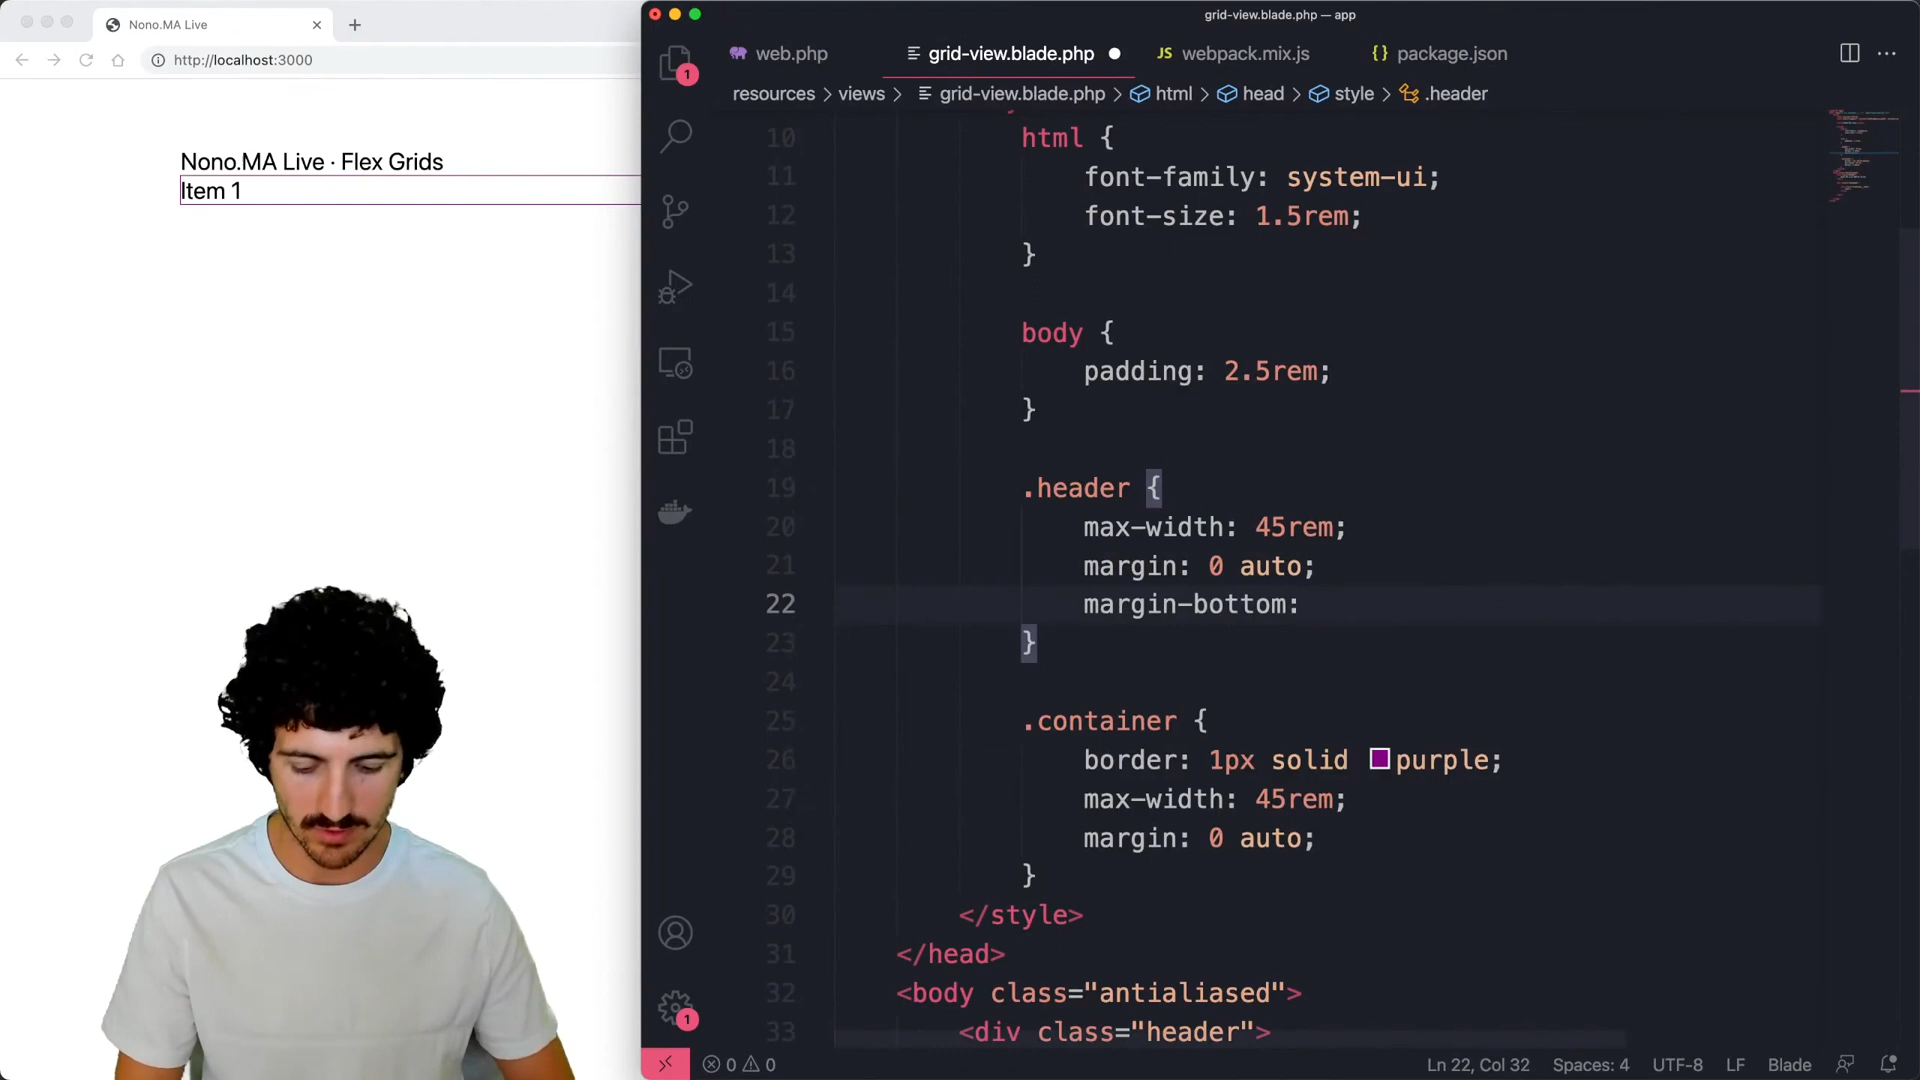 Nono.MA Live
http://localhost:3000
Nono.MA Live · Flex Grids
Item 1
grid-view.blade.php — app
web.php
grid-view.blade.php
JS webpack.mix.js
{} package.json
resources > views > grid-view.blade.php > html > head > style > .header
1
10 html {
11 font-family: system-ui;
12 font-size: 1.5rem;
13 }
14
15 body {
16 padding: 2.5rem;
17 }
18
19 .header {
20 max-width: 45rem;
21 margin: 0 auto;
22 margin-bottom:
23 }
24
25 .container {
26 border: 1px solid purple;
27 max-width: 45rem;
28 margin: 0 auto;
29 }
30 </style>
31 </head>
32 <body class="antialiased">
33 <div class="header">
1
0 0
Ln 22, Col 32
Spaces: 4
UTF-8
LF
Blade